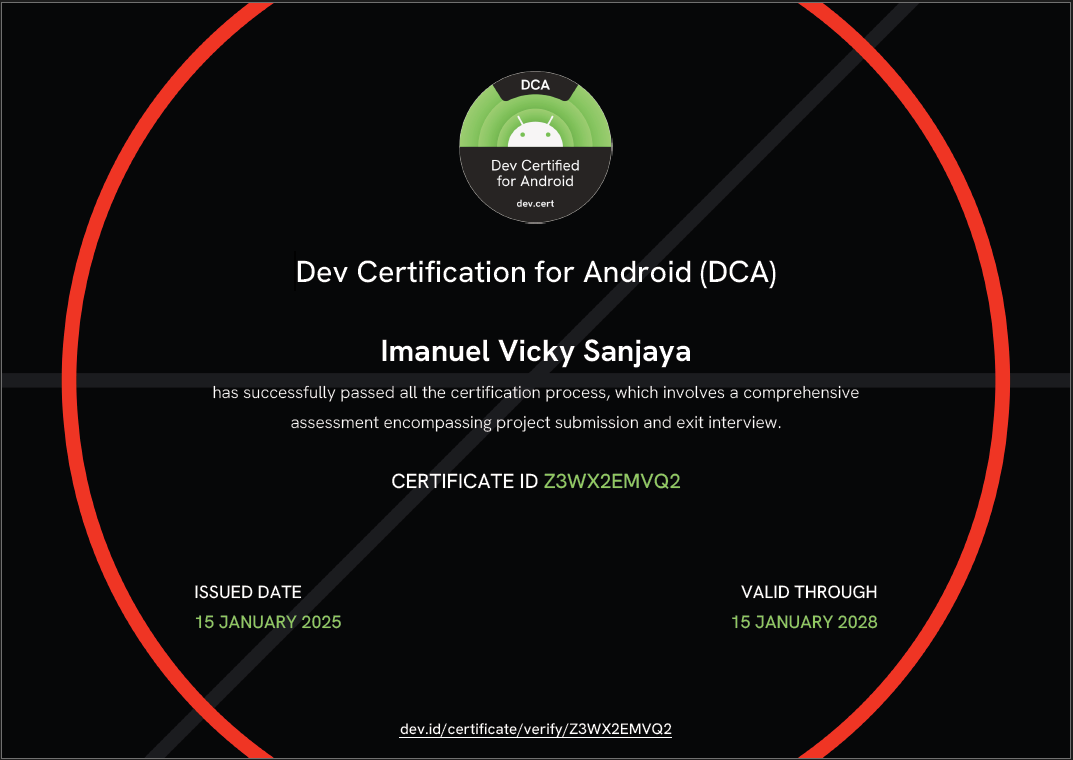 DCA
Dev Certified
for Android
dev.cert
Dev Certification for Android (DCA)
Imanuel Vicky Sanjaya
has successfully passed all the certification process, which involves a comprehensive
assessment encompassing project submission and exit interview.
CERTIFICATE ID Z3WX2EMVQ2
ISSUED DATE
15 JANUARY 2025
VALID THROUGH
15 JANUARY 2028
dev.id/certificate/verify/Z3WX2EMVQ2